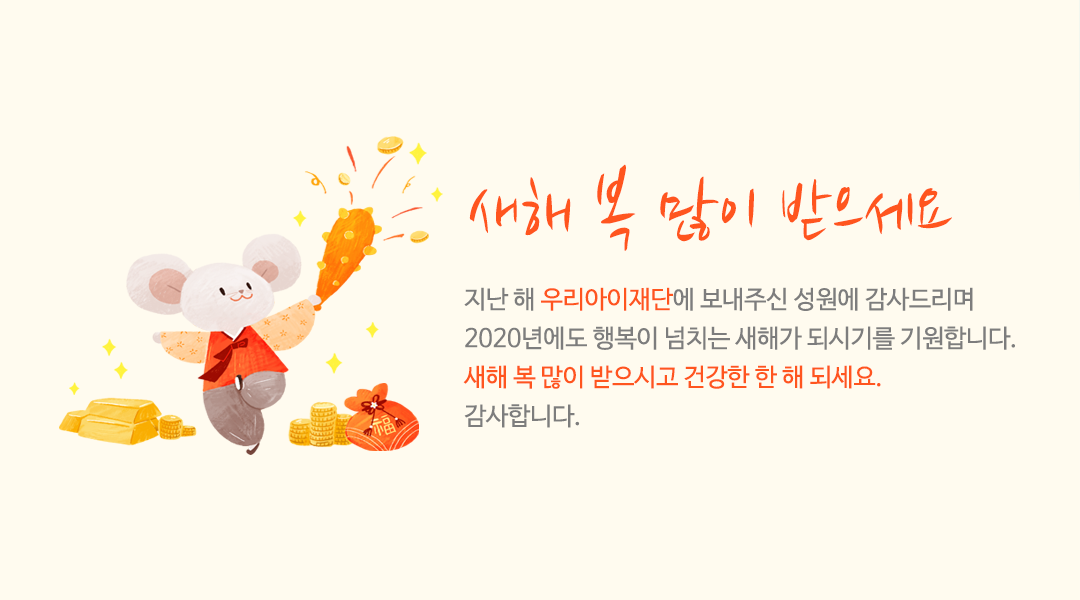 새해 복 많이 받으세요
지난 해 우리아이재단에 보내주신 성원에 감사드리며
2020년에도 행복이 넘치는 새해가 되시기를 기원합니다.
새해 복 많이 받으시고 건강한 한 해 되세요.
감사합니다.
福